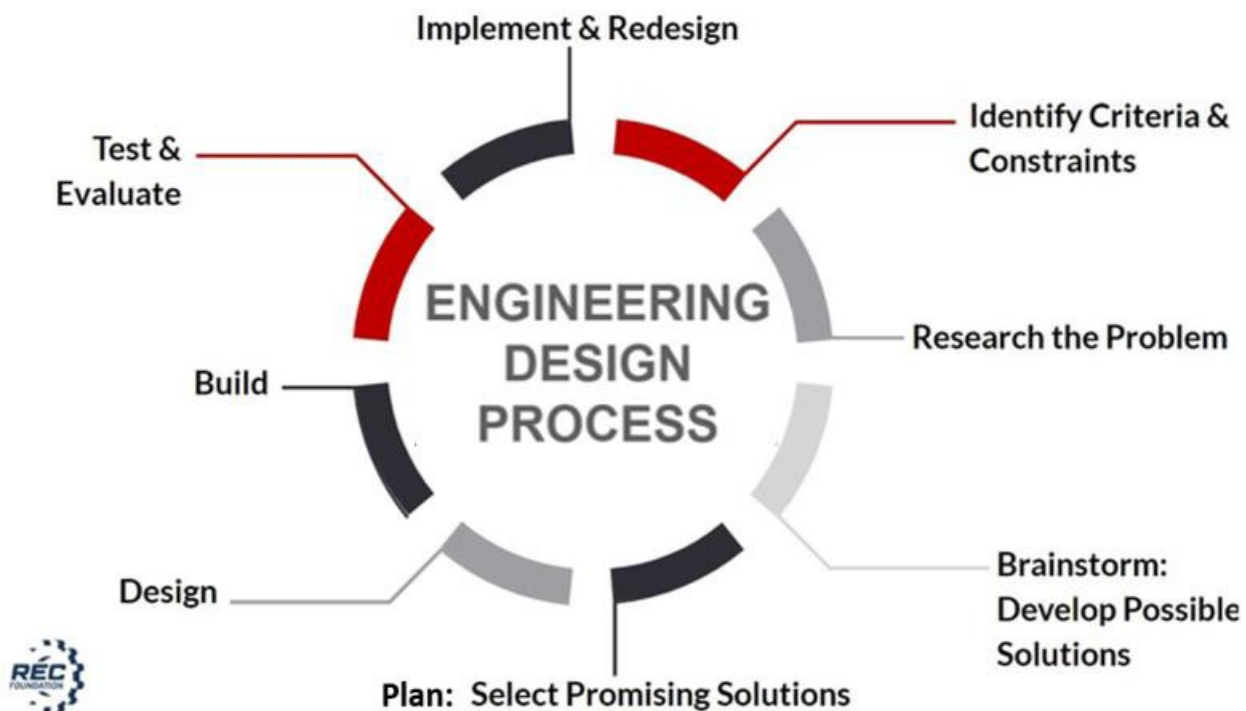 Implement & Redesign
Identify Criteria &
Constraints
Test &
Evaluate
ENGINEERING
DESIGN
PROCESS
Research the Problem
Build
Brainstorm:
Develop Possible
Solutions
Design
Plan: Select Promising Solutions
REC
FOUNDATION